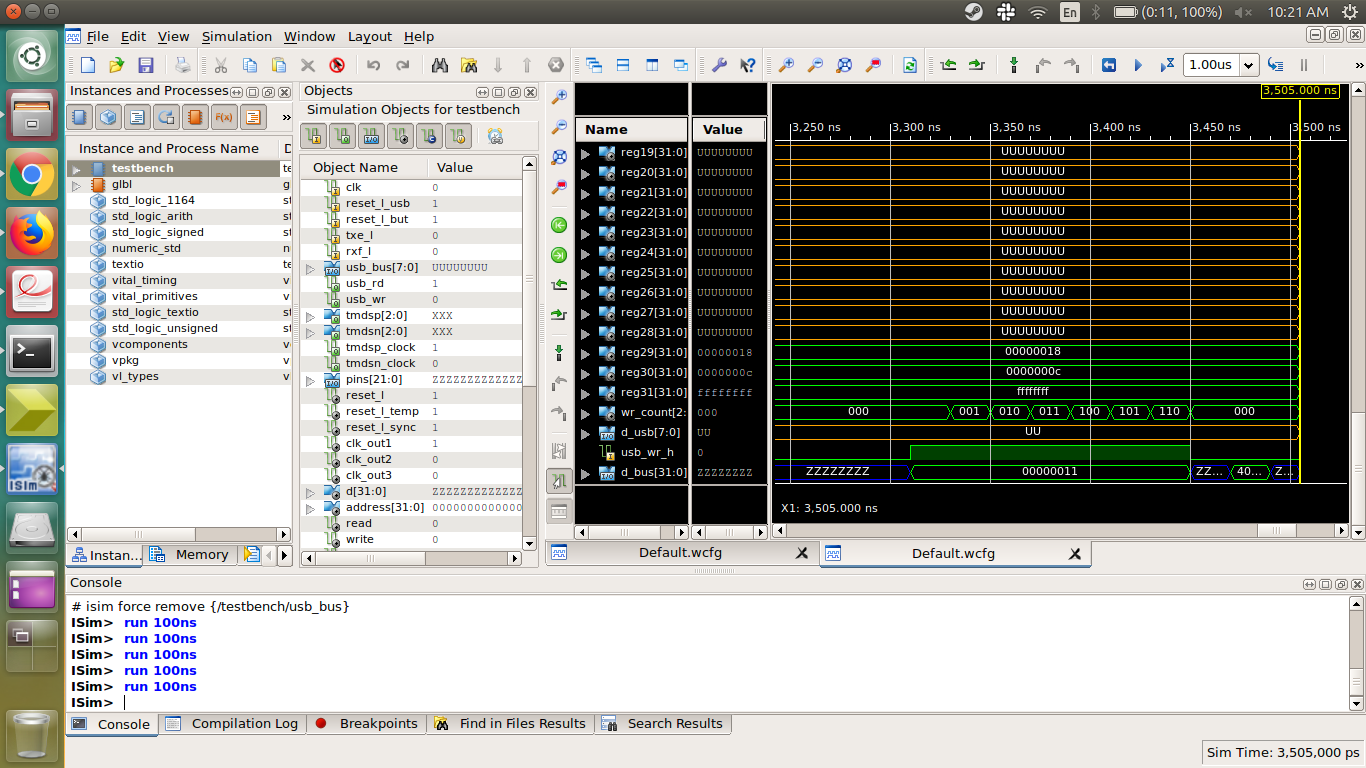 En (0:11, 100%) 10:21 AM
File Edit View Simulation Window Layout Help
1.00us
Instances and Processes
Instance and Process Name D
testbench te
glbl g
std_logic_1164 st
std_logic_arith st
std_logic_signed st
numeric_std n
textio te
vital_timing v
vital_primitives v
std_logic_textio st
std_logic_unsigned st
vcomponents v
vpkg v
vl_types v
Instan... Memory
Objects
Simulation Objects for testbench
Object Name Value
clk 0
reset_l_usb 1
reset_l_but 1
txe_l 0
rxf_l 0
usb_bus[7:0] UUUUUUUU
usb_rd 1
usb_wr 0
tmdsp[2:0] XXX
tmdsn[2:0] XXX
tmdsp_clock 1
tmdsn_clock 0
pins[21:0] ZZZZZZZZZZZZZ
reset_l 1
reset_l_temp 1
reset_l_sync 1
clk_out1 1
clk_out2 0
clk_out3 0
d[31:0] ZZZZZZZZZZZZZ
address[31:0] 0000000000000
read 0
write 0
3,505.000 ns
Name Value
3,250 ns 3,300 ns 3,350 ns 3,400 ns 3,450 ns 3,500 ns
reg19[31:0] UUUUUUUU UUUUUUUU
reg20[31:0] UUUUUUUU UUUUUUUU
reg21[31:0] UUUUUUUU UUUUUUUU
reg22[31:0] UUUUUUUU UUUUUUUU
reg23[31:0] UUUUUUUU UUUUUUUU
reg24[31:0] UUUUUUUU UUUUUUUU
reg25[31:0] UUUUUUUU UUUUUUUU
reg26[31:0] UUUUUUUU UUUUUUUU
reg27[31:0] UUUUUUUU UUUUUUUU
reg28[31:0] UUUUUUUU UUUUUUUU
reg29[31:0] 00000018 00000018
reg30[31:0] 0000000c 0000000c
reg31[31:0] ffffffff ffffffff
wr_count[2: 000 000 001 010 011 100 101 110 000
d_usb[7:0] UU UU
usb_wr_h 0
d_bus[31:0] ZZZZZZZZ ZZZZZZZZ 00000011 ZZ... 40... Z...
X1: 3,505.000 ns
Default.wcfg Default.wcfg
Console
# isim force remove {/testbench/usb_bus}
ISim> run 100ns
ISim> run 100ns
ISim> run 100ns
ISim> run 100ns
ISim> run 100ns
ISim>
Console Compilation Log Breakpoints Find in Files Results Search Results
Sim Time: 3,505,000 ps
ISim